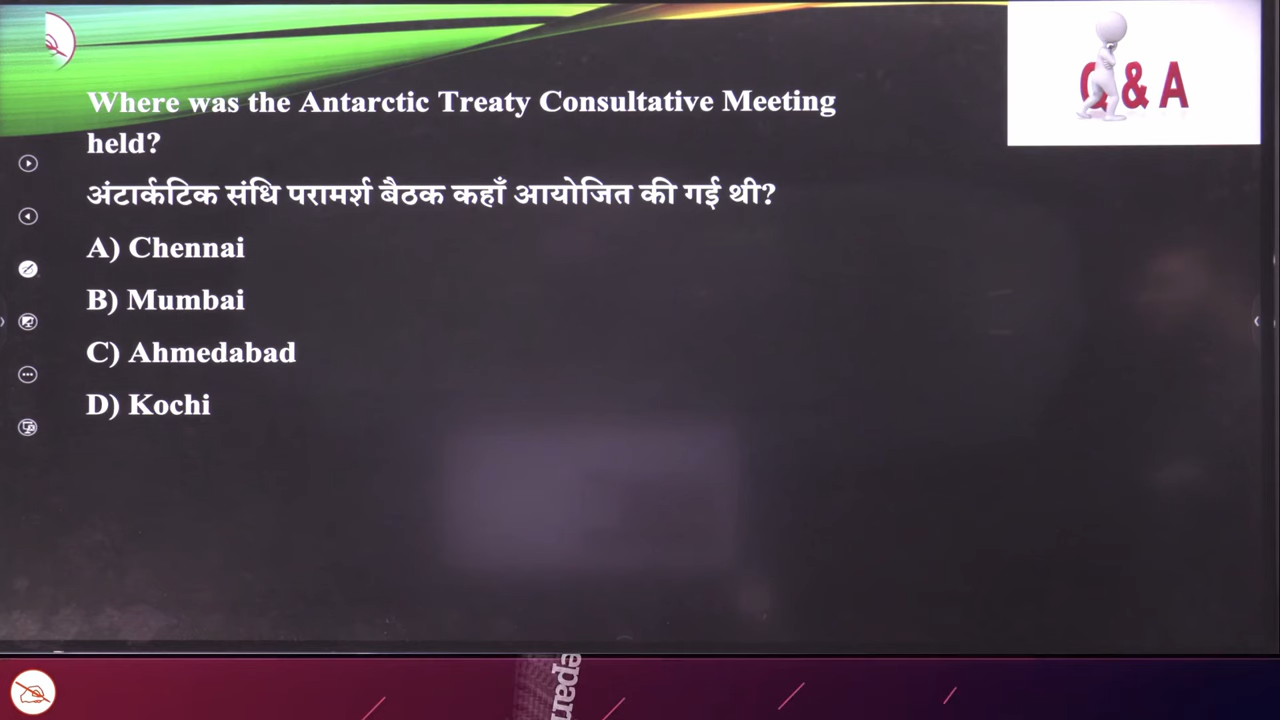 Q & A
Where was the Antarctic Treaty Consultative Meeting
held?
अंटार्कटिक संधि परामर्श बैठक कहाँ आयोजित की गई थी?
A) Chennai
B) Mumbai
C) Ahmedabad
D) Kochi
epan